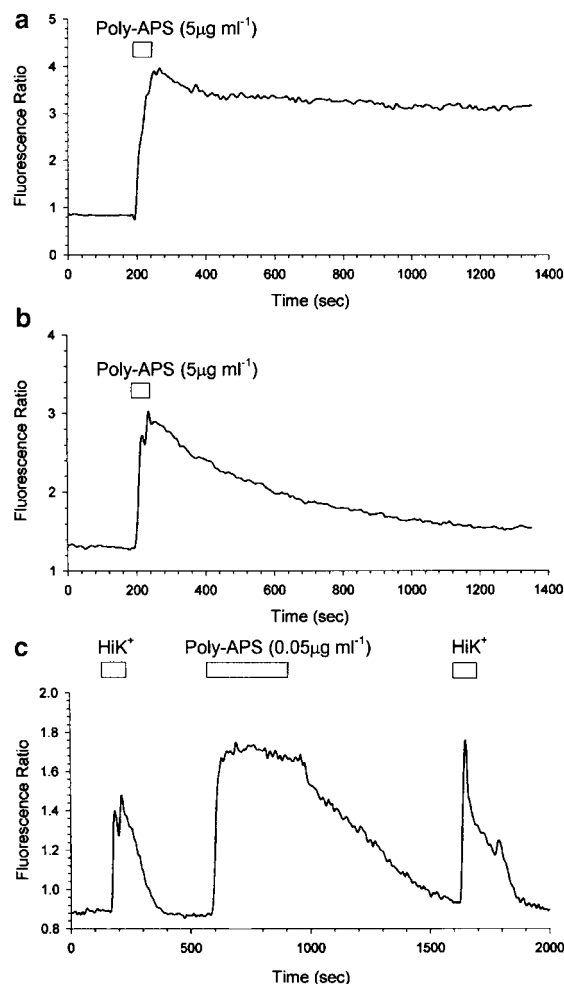 a
Poly-APS (5μg ml⁻¹)
5
4
3
2
1
0
Fluorescence Ratio
0 200 400 600 800 1000 1200 1400
Time (sec)
b
Poly-APS (5μg ml⁻¹)
4
3
2
1
Fluorescence Ratio
0 200 400 600 800 1000 1200 1400
Time (sec)
c
HiK⁺ Poly-APS (0.05μg ml⁻¹) HiK⁺
2.0
1.8
1.6
1.4
1.2
1.0
0.8
Fluorescence Ratio
0 500 1000 1500 2000
Time (sec)